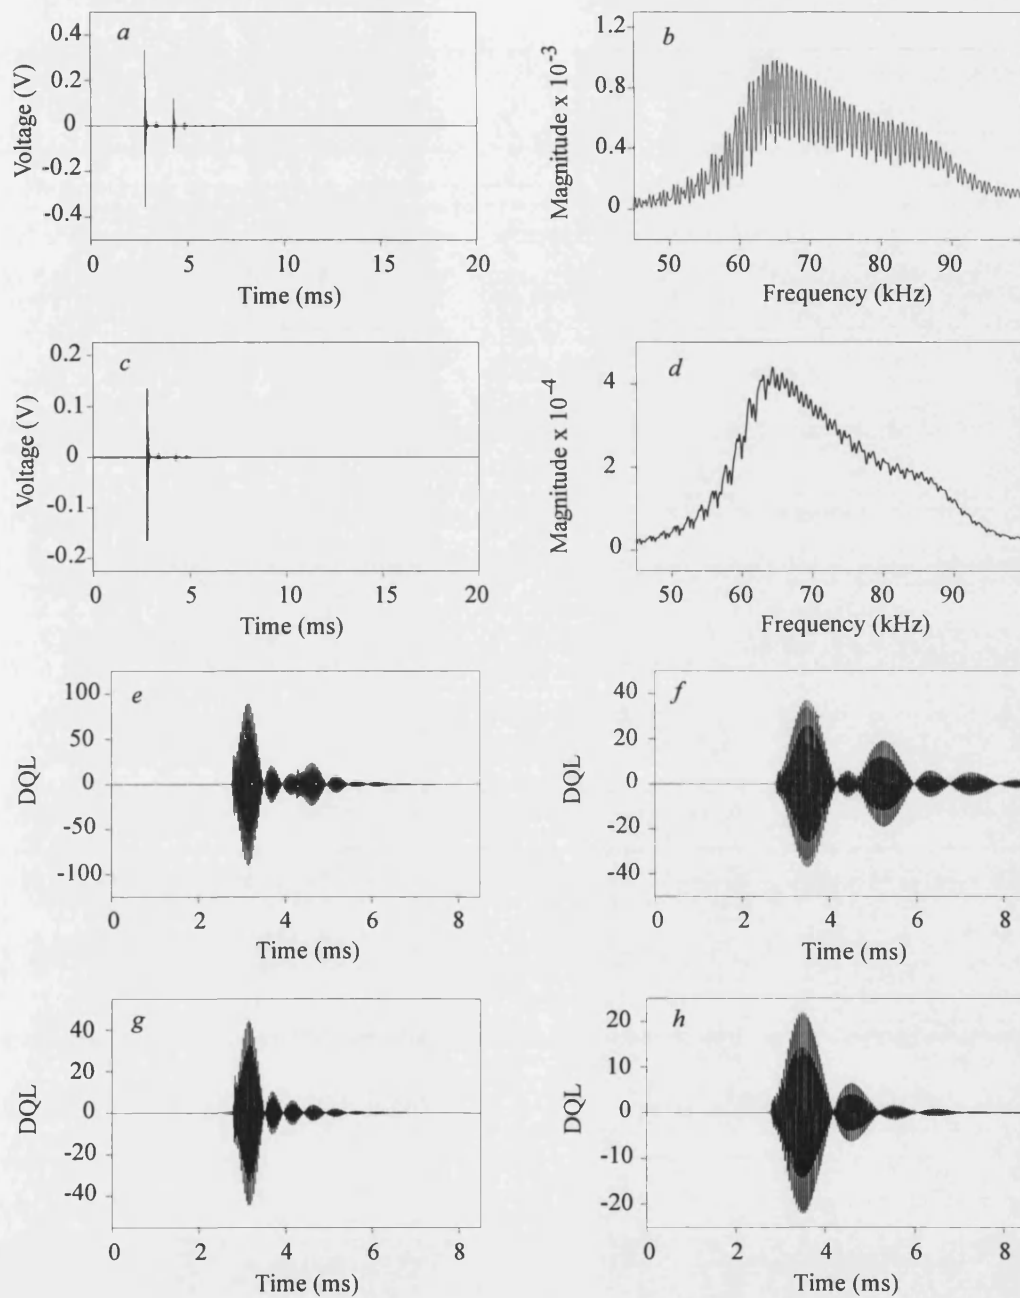 a
0.4
0.2
0
-0.2
-0.4
Voltage (V)
0 5 10 15 20
Time (ms)
b
1.2
0.8
0.4
0
Magnitude x 10-3
50 60 70 80 90
Frequency (kHz)
c
0.2
0.1
0
-0.1
-0.2
Voltage (V)
0 5 10 15 20
Time (ms)
d
4
2
0
Magnitude x 10-4
50 60 70 80 90
Frequency (kHz)
e
100
50
0
-50
-100
DQL
0 2 4 6 8
Time (ms)
f
40
20
0
-20
-40
DQL
0 2 4 6 8
Time (ms)
g
40
20
0
-20
-40
DQL
0 2 4 6 8
Time (ms)
h
20
10
0
-10
-20
DQL
0 2 4 6 8
Time (ms)